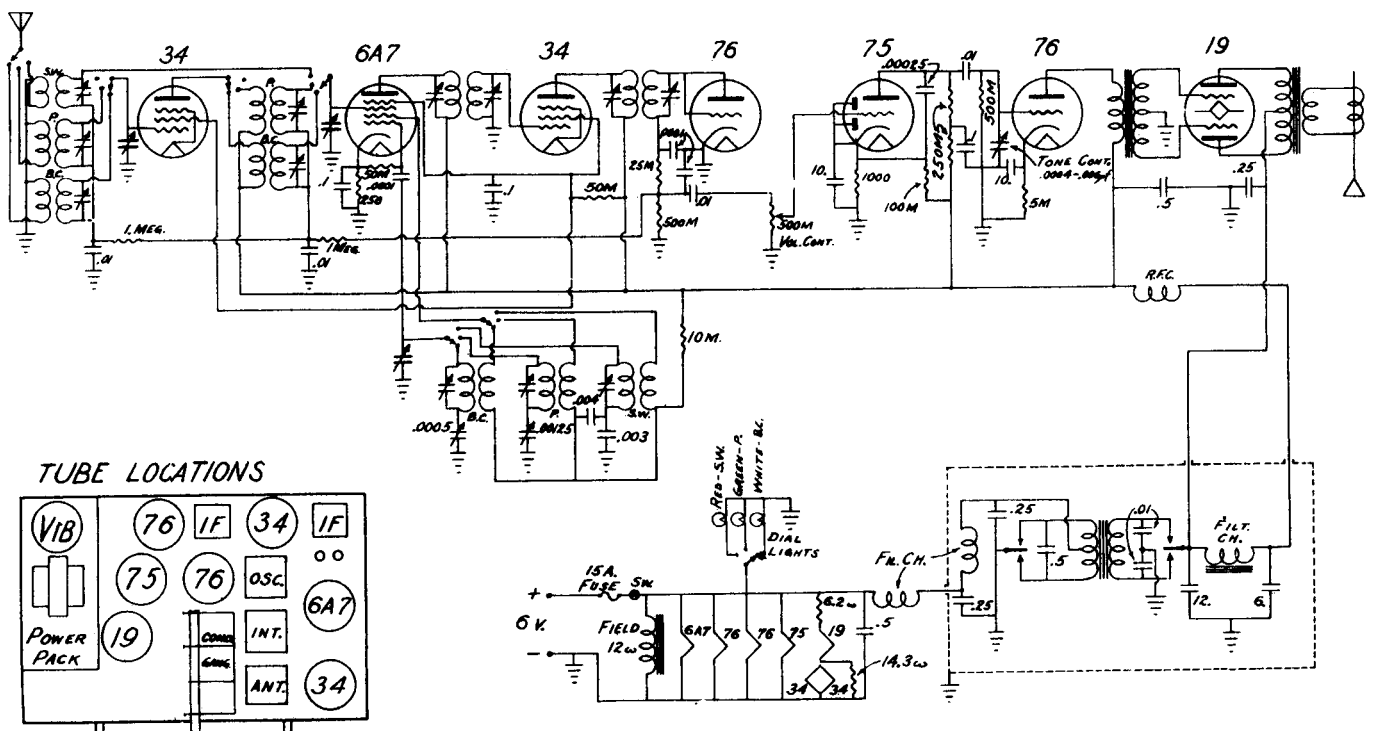 34
6A7
34
76
75
76
19
S.W.
P.
B.C.
P.
B.C.
1. MEG.
.01
1 MEG.
.01
.1
50M
.0001
250
.1
50M
.0001
25M
500M
.01
500M
VOL. CONT.
10.
1000
100M
.00025
250M
.01
.1
500M
10.
TONE CONT.
5M
.5
.25
R.F.C.
10M.
.0005
B.C.
P.
.00125
.004
.003
S.W.
TUBE LOCATIONS
VIB
76
IF
34
IF
75
76
OSC.
6A7
19
POWER
PACK
COND.
GANG.
INT.
ANT.
34
RED-S.W.
GREEN-P.
WHITE-B.C.
DIAL
LIGHTS
15A.
FUSE
SW.
+
6 V.
-
FIELD
12ω
6A7
76
76
75
6.2ω
19
34
34
.5
14.3ω
FIL. CH.
.25
.25
.5
.01
FILT.
CH.
12.
6.